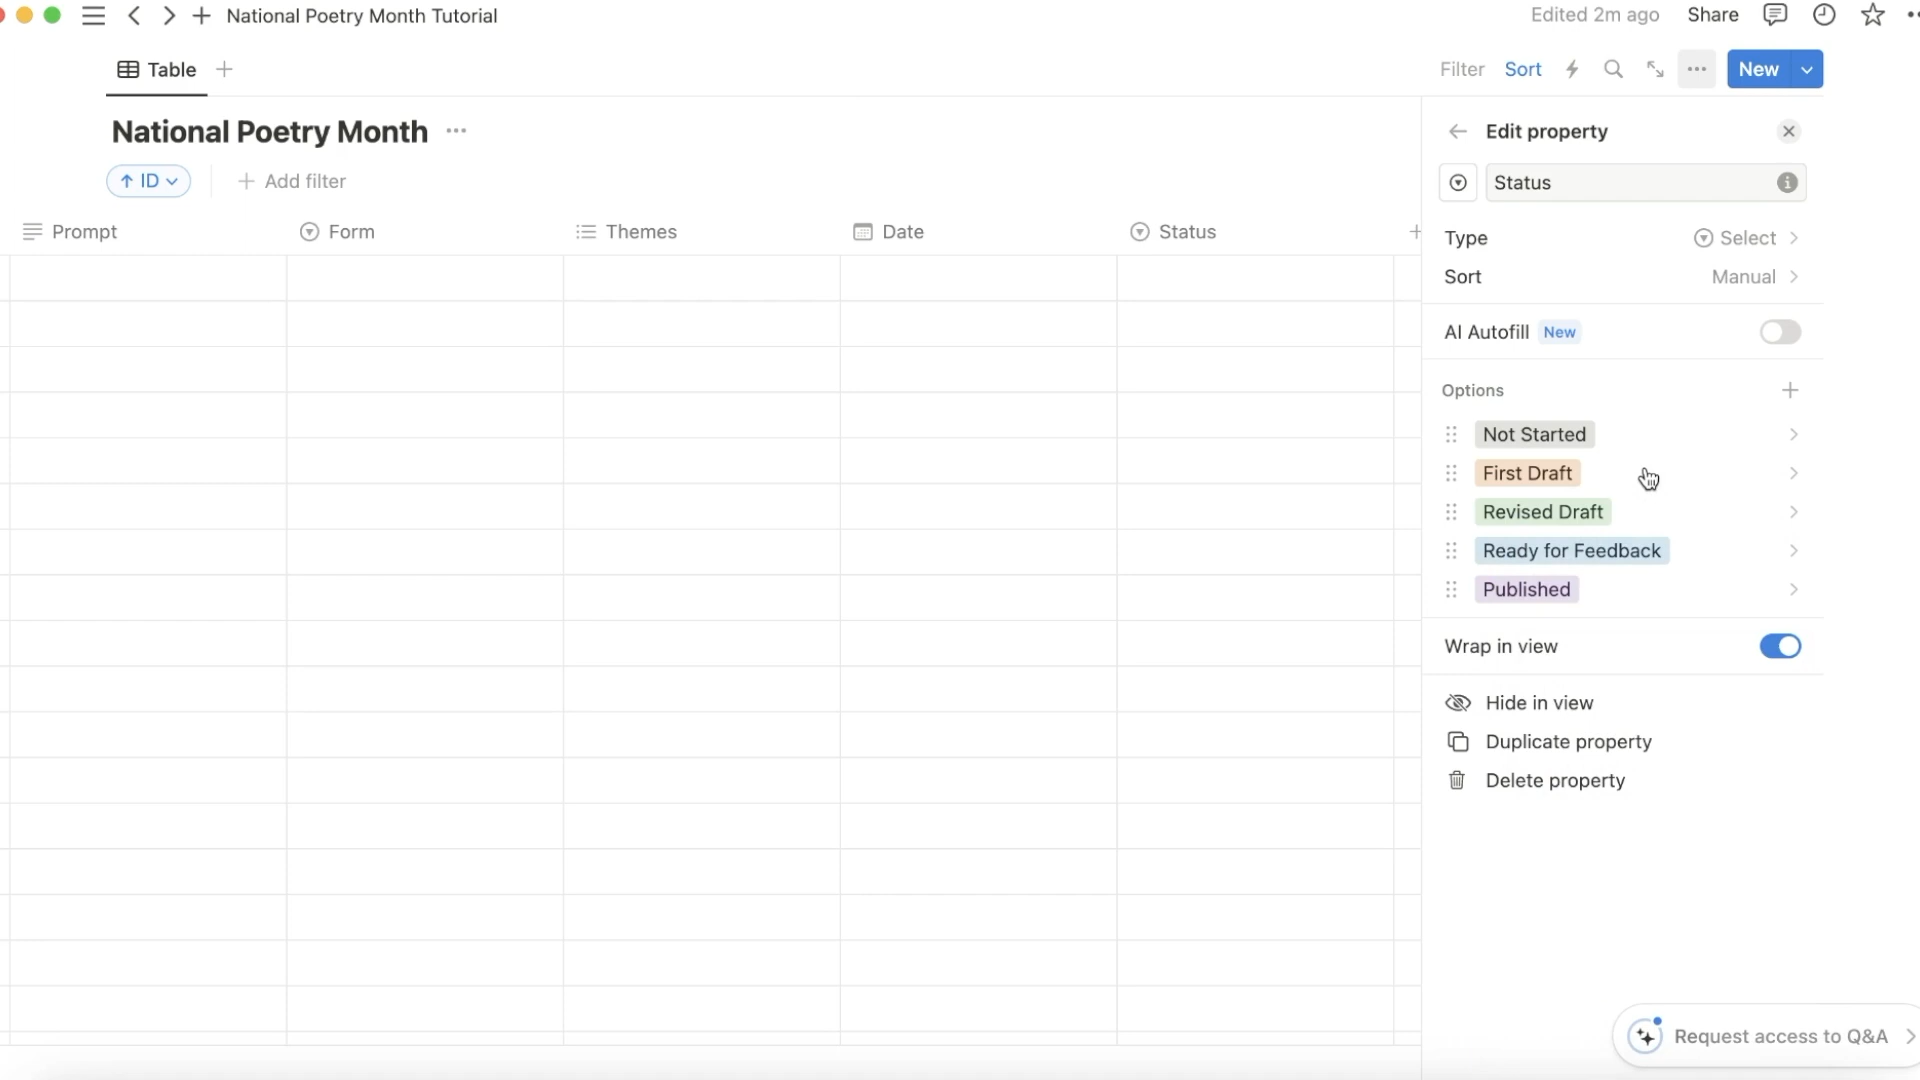 National Poetry Month Tutorial
Edited 2m ago Share
Table
Filter Sort New
National Poetry Month
ID Add filter
Prompt Form Themes Date Status
Edit property
Status
Type Select
Sort Manual
AI Autofill New
Options
Not Started
First Draft
Revised Draft
Ready for Feedback
Published
Wrap in view
Hide in view
Duplicate property
Delete property
Request access to Q&A